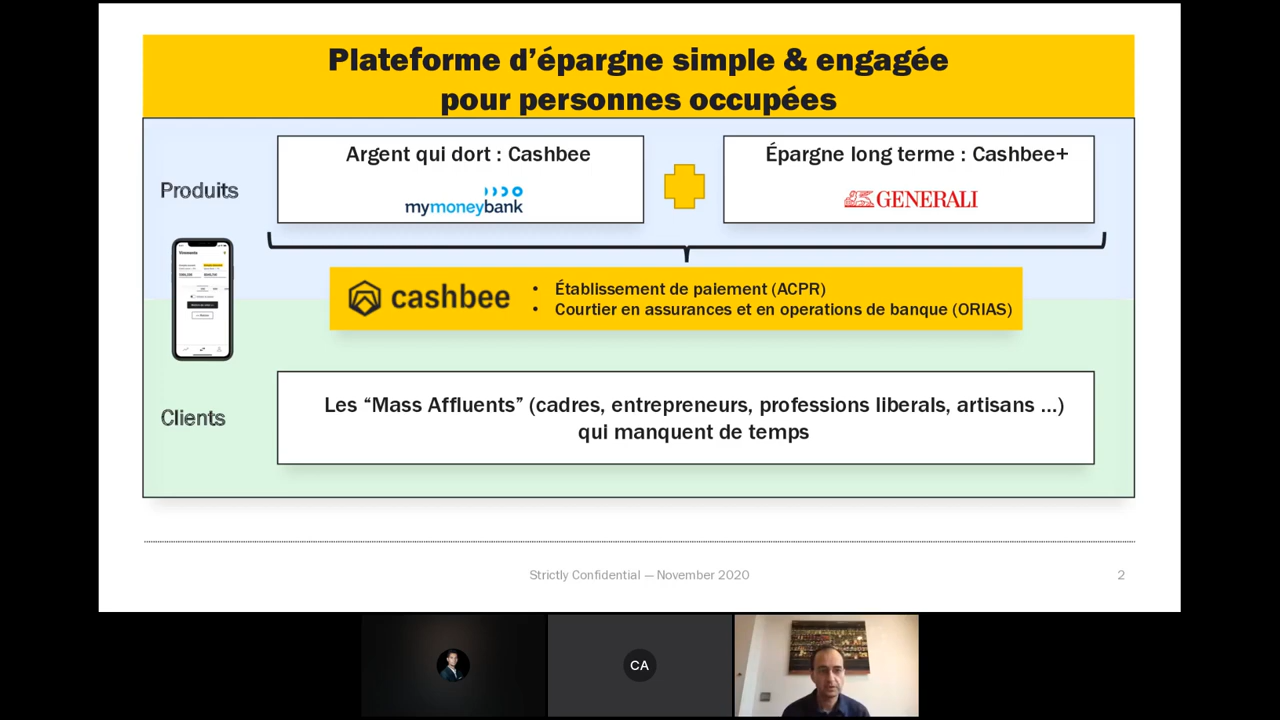 Plateforme d’épargne simple & engagée
pour personnes occupées
Produits
Argent qui dort : Cashbee
mymoneybank
Épargne long terme : Cashbee+
GENERALI
cashbee
• Établissement de paiement (ACPR)
• Courtier en assurances et en operations de banque (ORIAS)
Clients
Les “Mass Affluents” (cadres, entrepreneurs, professions liberals, artisans ...)
qui manquent de temps
Strictly Confidential — November 2020
2
CA